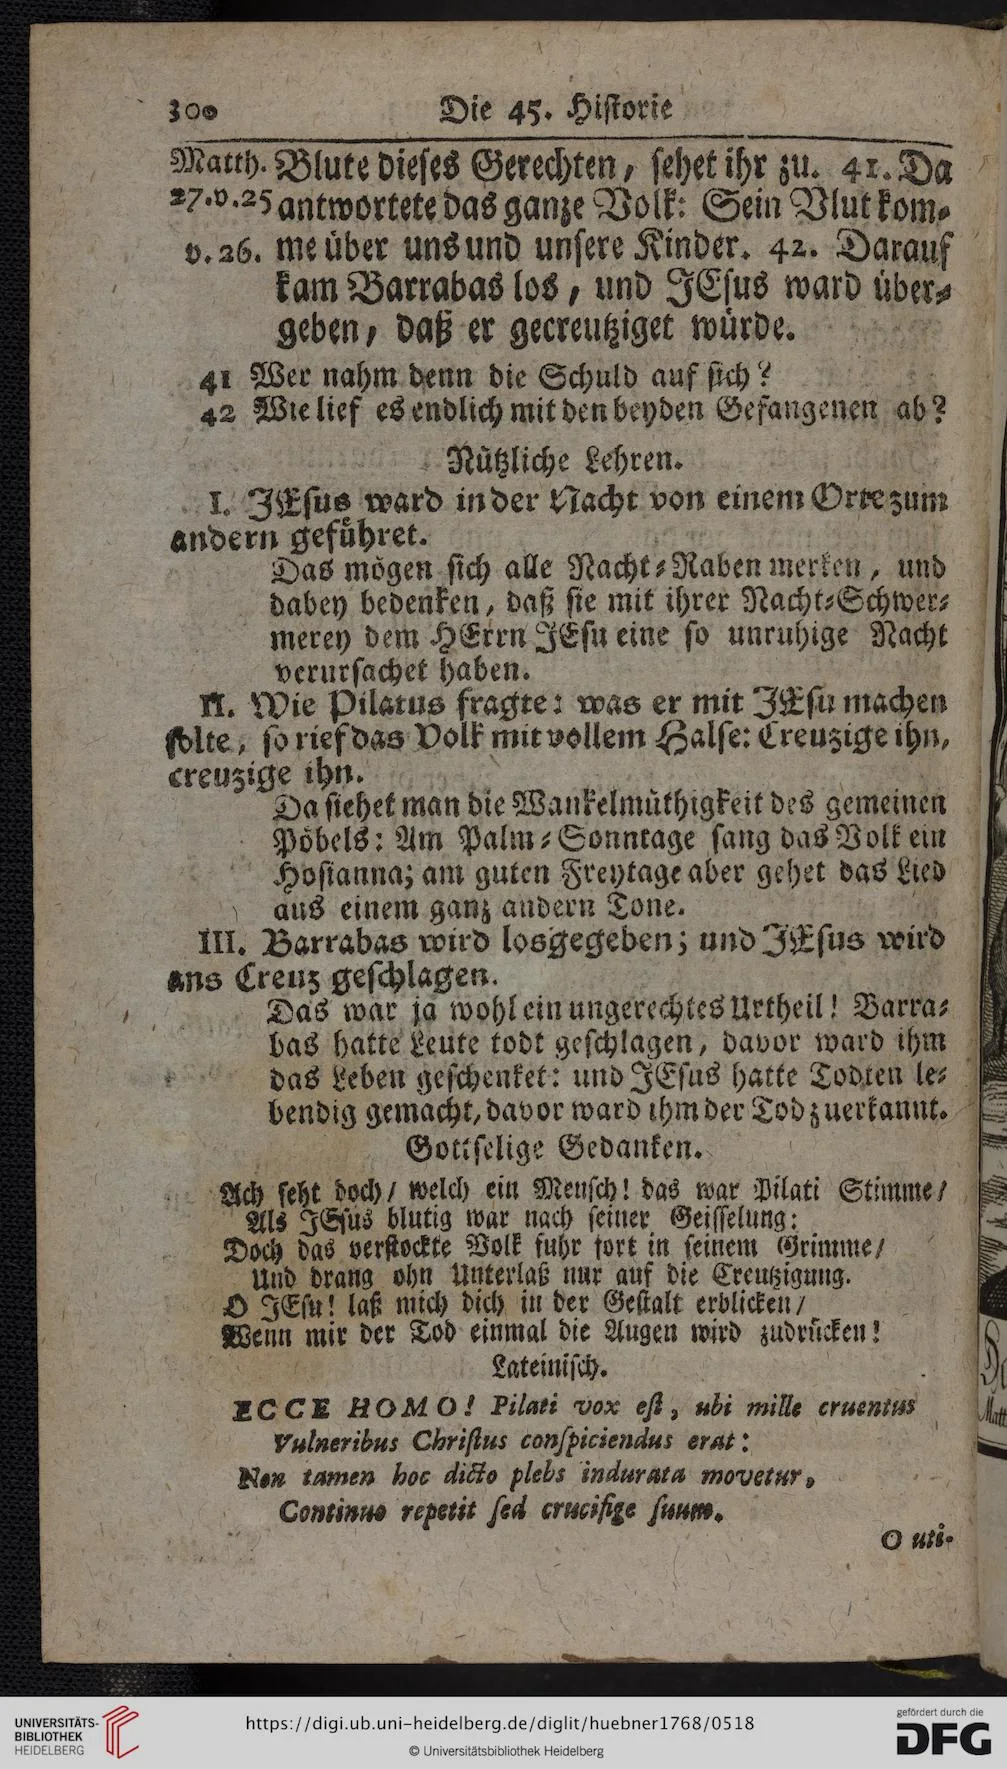 300 Die 45. Historie
Matth. Blute dieses Gerechten, sehet ihr zu. 41. Da
27.v.25 antwortete das ganze Volk: Sein Blut kom-
v. 26. me über uns und unsere Kinder. 42. Darauf
kam Barrabas los, und JEsus ward über-
geben, daß er gecreutziget würde.
41 Wer nahm denn die Schuld auf sich?
42 Wie lief es endlich mit den beyden Gefangenen ab?
Nützliche Lehren.
I. JEsus ward in der Nacht von einem Orte zum
andern geführet.
Das mögen sich alle Nacht-Raben merken, und
dabey bedenken, daß sie mit ihrer Nacht-Schwer-
merey dem HErrn JEsu eine so unruhige Nacht
verursachet haben.
II. Wie Pilatus fragte: was er mit JEsu machen
solte, so rief das Volk mit vollem Halse: Creuzige ihn,
creuzige ihn.
Da siehet man die Wankelmüthigkeit des gemeinen
Pöbels: Am Palm-Sonntage sang das Volk ein
Hosianna; am guten Freytage aber gehet das Lied
aus einem ganz andern Tone.
III. Barrabas wird losgegeben; und JEsus wird
ans Creuz geschlagen.
Das war ja wohl ein ungerechtes Urtheil! Barra-
bas hatte Leute todt geschlagen, davor ward ihm
das Leben geschenket: und JEsus hatte Todten le-
bendig gemacht, davor ward ihm der Tod zuerkannt.
Gottselige Gedanken.
Ach seht doch/ welch ein Mensch! das war Pilati Stimme/
Als JEsus blutig war nach seiner Geisselung:
Doch das verstockte Volk fuhr fort in seinem Grimme/
Und drang ohn Unterlaß nur auf die Creutzigung.
O JEsu! laß mich dich in der Gestalt erblicken/
Wenn mir der Tod einmal die Augen wird zudrücken!
Lateinisch.
ECCE HOMO! Pilati vox est, ubi mille cruentus
Vulneribus Christus conspiciendus erat:
Non tamen hoc dicto plebs indurata movetur,
Continuo repetit sed crucifige suum.
O uti-
Matt
UNIVERSITÄTS-
BIBLIOTHEK
HEIDELBERG
https://digi.ub.uni-heidelberg.de/diglit/huebner1768/0518
© Universitätsbibliothek Heidelberg
gefördert durch die
DFG